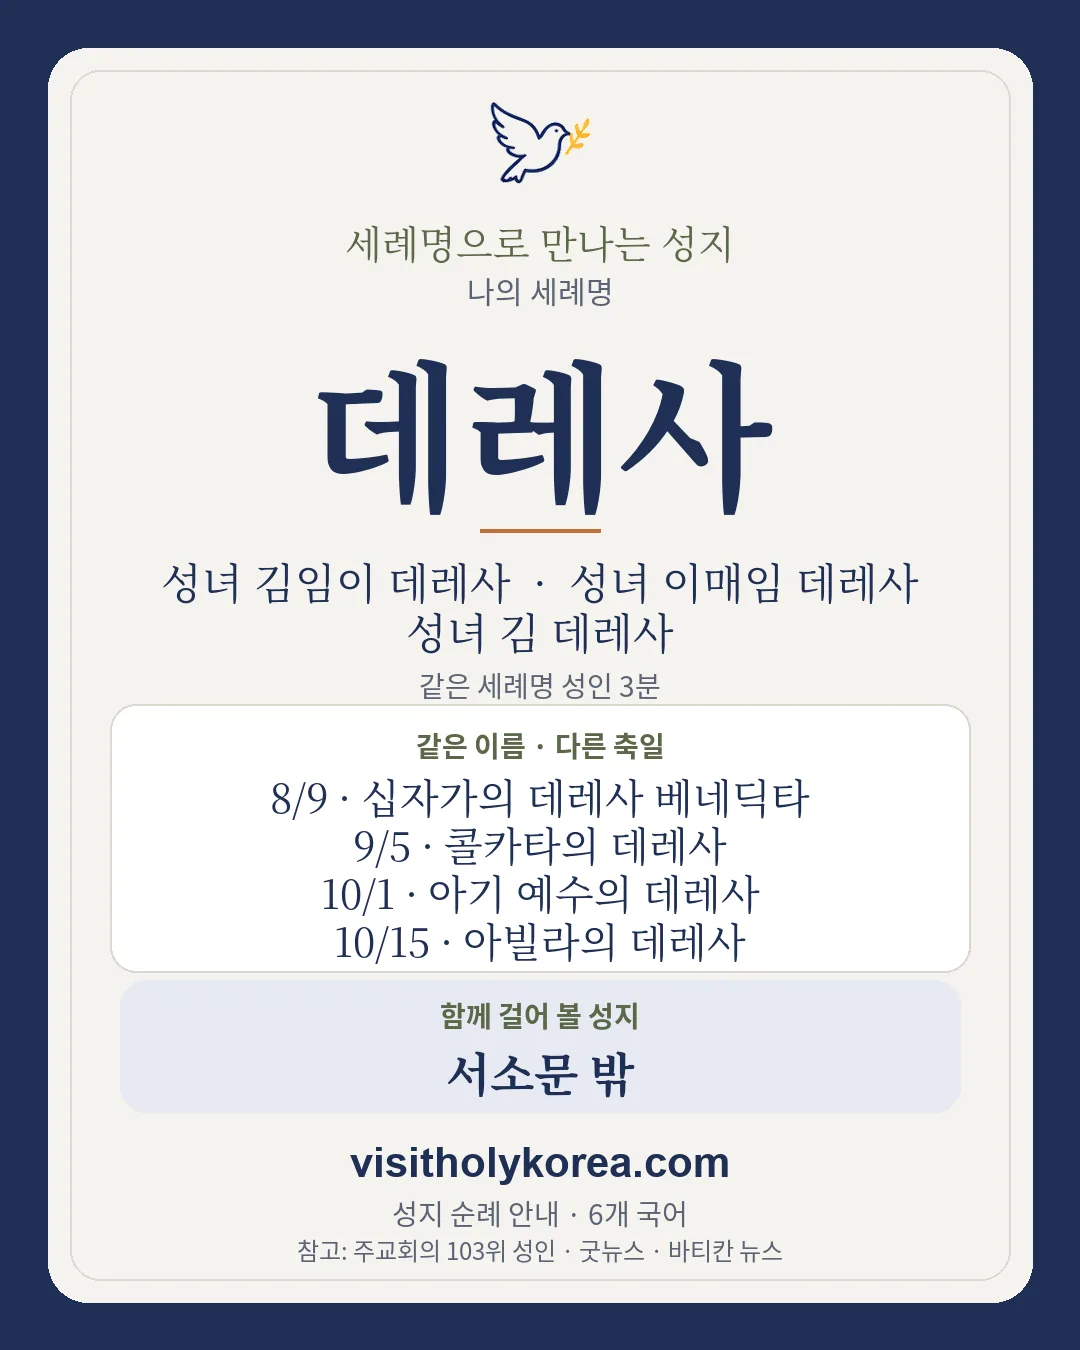 세례명으로 만나는 성지
나의 세례명
데레사
성녀 김임이 데레사 · 성녀 이매임 데레사
성녀 김 데레사
같은 세례명 성인 3분
같은 이름 · 다른 축일
8/9 · 십자가의 데레사 베네딕타
9/5 · 콜카타의 데레사
10/1 · 아기 예수의 데레사
10/15 · 아빌라의 데레사
함께 걸어 볼 성지
서소문 밖
visitholykorea.com
성지 순례 안내 · 6개 국어
참고: 주교회의 103위 성인 · 굿뉴스 · 바티칸 뉴스